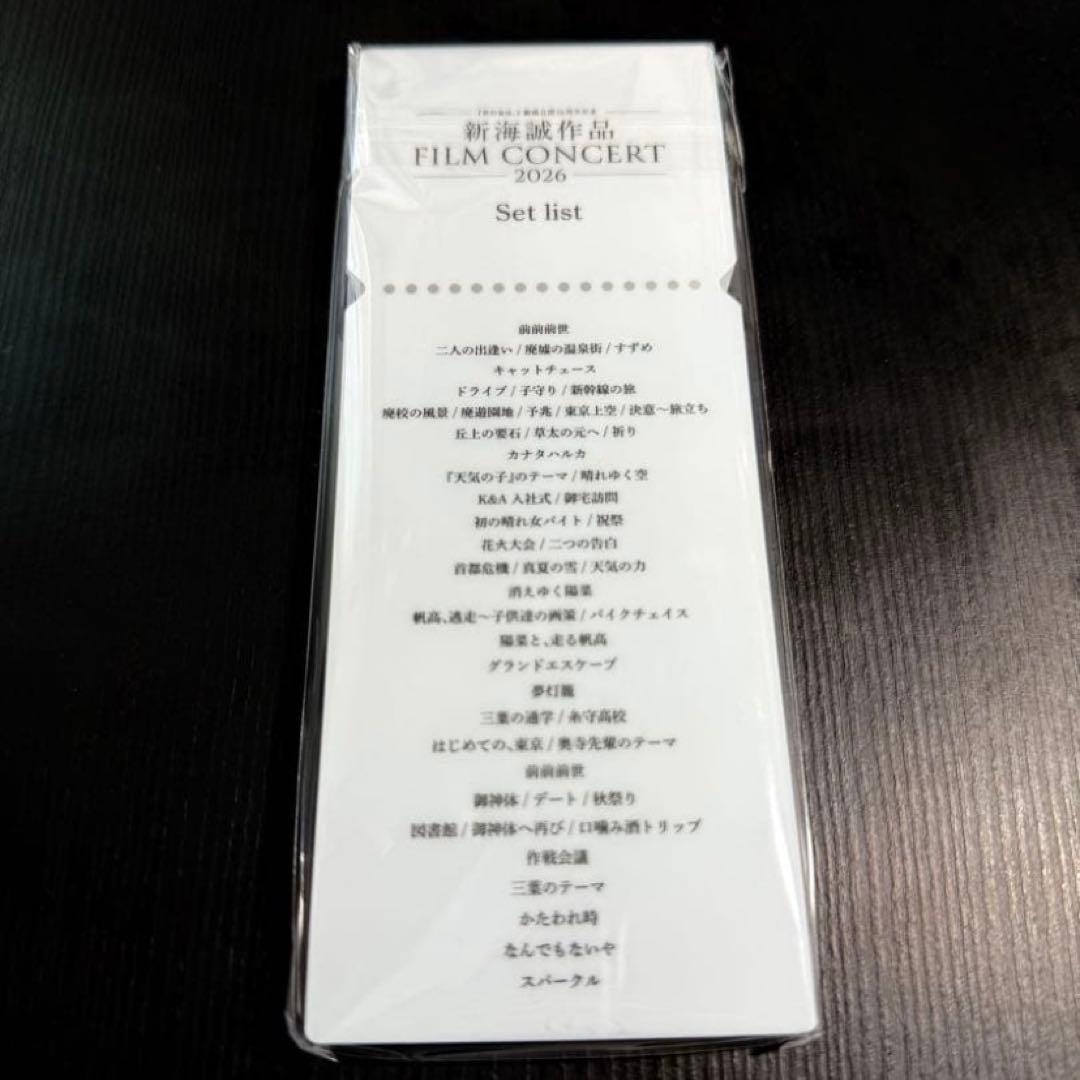 新海誠作品
FILM CONCERT
2026
Set list
前前前世
二人の出逢い / 廃墟の温泉街 / すずめ
キャットチェース
ドライブ / 子守り / 新幹線の旅
廃校の風景 / 廃遊園地 / 予兆 / 東京上空 / 決意〜旅立ち
丘上の要石 / 草太の元へ / 祈り
カナタハルカ
『天気の子』のテーマ / 晴れゆく空
K&A 入社式 / 御宅訪問
初の晴れ女バイト / 祝祭
花火大会 / 二つの告白
首都危機 / 真夏の雪 / 天気の力
消えゆく陽菜
帆高、逃走〜子供達の画策 / バイクチェイス
陽菜と、走る帆高
グランドエスケープ
夢灯籠
三葉の通学 / 糸守高校
はじめての、東京 / 奥寺先輩のテーマ
前前前世
御神体 / デート / 秋祭り
図書館 / 御神体へ再び / 口噛み酒トリップ
作戦会議
三葉のテーマ
かたわれ時
なんでもないや
スパークル